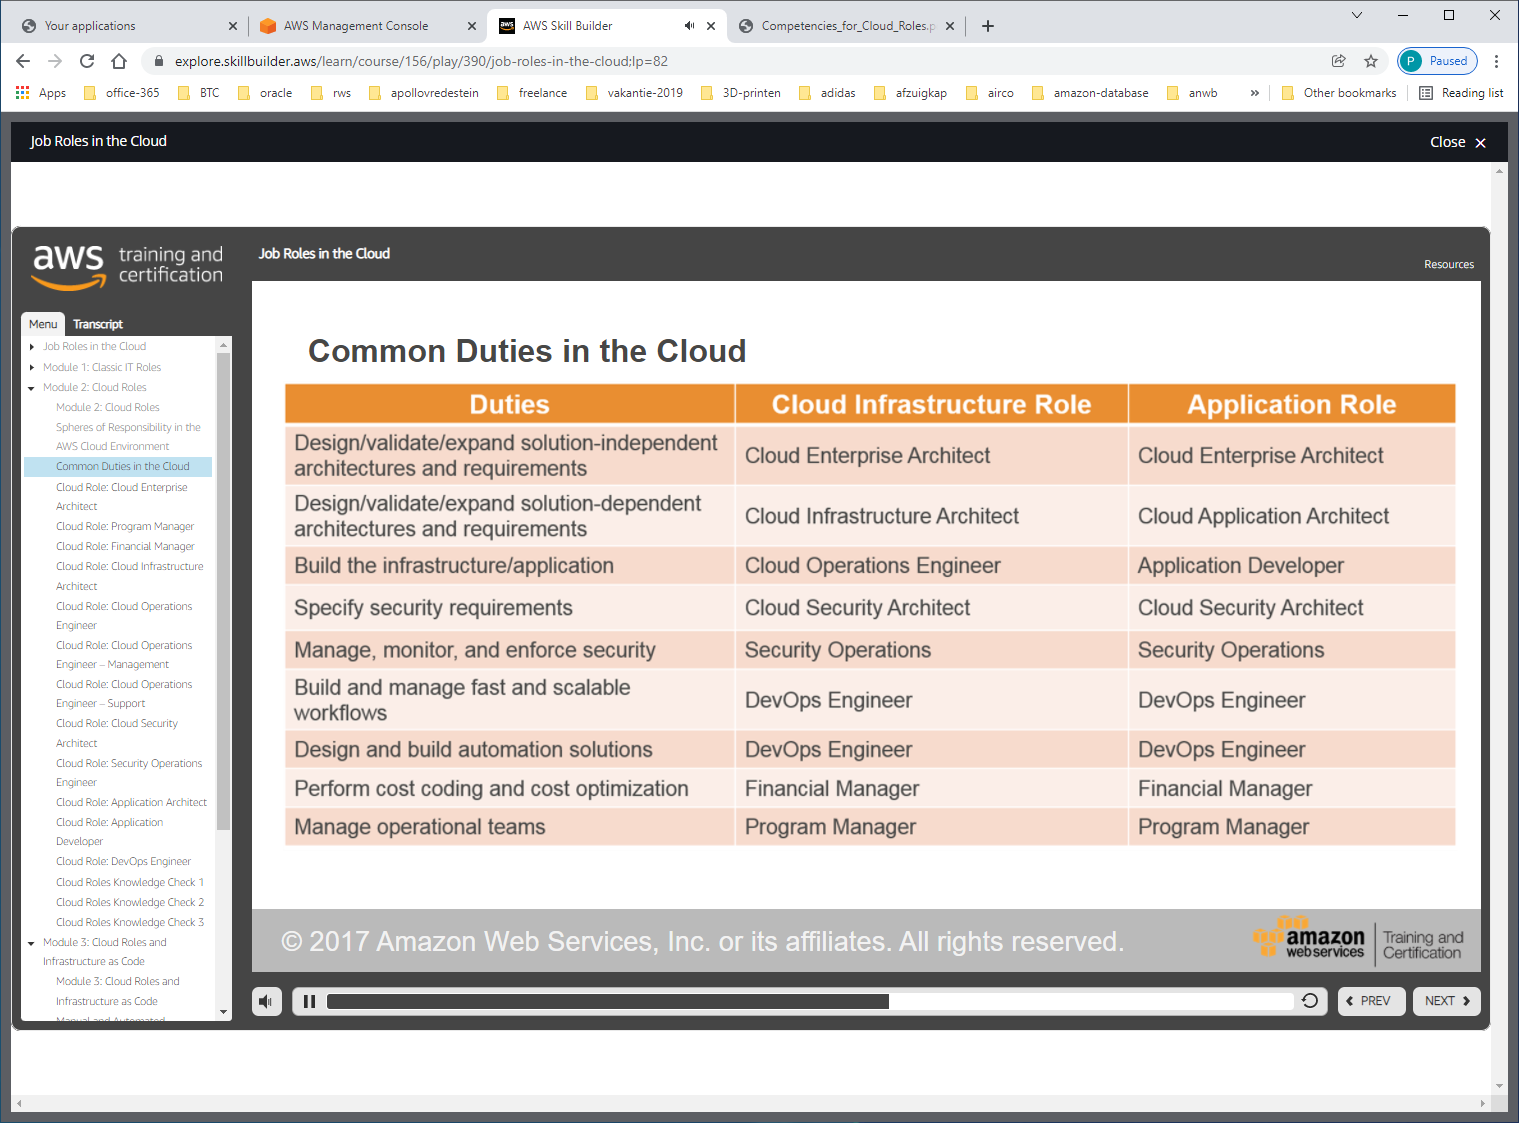 Your applications
AWS Management Console
AWS Skill Builder
Competencies_for_Cloud_Roles.p
explore.skillbuilder.aws/learn/course/156/play/390/job-roles-in-the-cloud;lp=82
P Paused
Apps office-365 BTC oracle rws apollovredestein freelance vakantie-2019 3D-printen adidas afzuigkap airco amazon-database anwb » Other bookmarks Reading list
Job Roles in the Cloud
Close
aws training and
certification
Job Roles in the Cloud
Resources
Menu Transcript
Job Roles in the Cloud
Module 1: Classic IT Roles
Module 2: Cloud Roles
Module 2: Cloud Roles
Spheres of Responsibility in the
AWS Cloud Environment
Common Duties in the Cloud
Cloud Role: Cloud Enterprise
Architect
Cloud Role: Program Manager
Cloud Role: Financial Manager
Cloud Role: Cloud Infrastructure
Architect
Cloud Role: Cloud Operations
Engineer
Cloud Role: Cloud Operations
Engineer – Management
Cloud Role: Cloud Operations
Engineer – Support
Cloud Role: Cloud Security
Architect
Cloud Role: Security Operations
Engineer
Cloud Role: Application Architect
Cloud Role: Application
Developer
Cloud Role: DevOps Engineer
Cloud Roles Knowledge Check 1
Cloud Roles Knowledge Check 2
Cloud Roles Knowledge Check 3
Module 3: Cloud Roles and
Infrastructure as Code
Module 3: Cloud Roles and
Infrastructure as Code
Manual and Automated
Common Duties in the Cloud
Duties Cloud Infrastructure Role Application Role
Design/validate/expand solution-independent
architectures and requirements
Cloud Enterprise Architect Cloud Enterprise Architect
Design/validate/expand solution-dependent
architectures and requirements
Cloud Infrastructure Architect Cloud Application Architect
Build the infrastructure/application Cloud Operations Engineer Application Developer
Specify security requirements Cloud Security Architect Cloud Security Architect
Manage, monitor, and enforce security Security Operations Security Operations
Build and manage fast and scalable
workflows
DevOps Engineer DevOps Engineer
Design and build automation solutions DevOps Engineer DevOps Engineer
Perform cost coding and cost optimization Financial Manager Financial Manager
Manage operational teams Program Manager Program Manager
© 2017 Amazon Web Services, Inc. or its affiliates. All rights reserved.
amazon
webservices
Training and
Certification
PREV NEXT